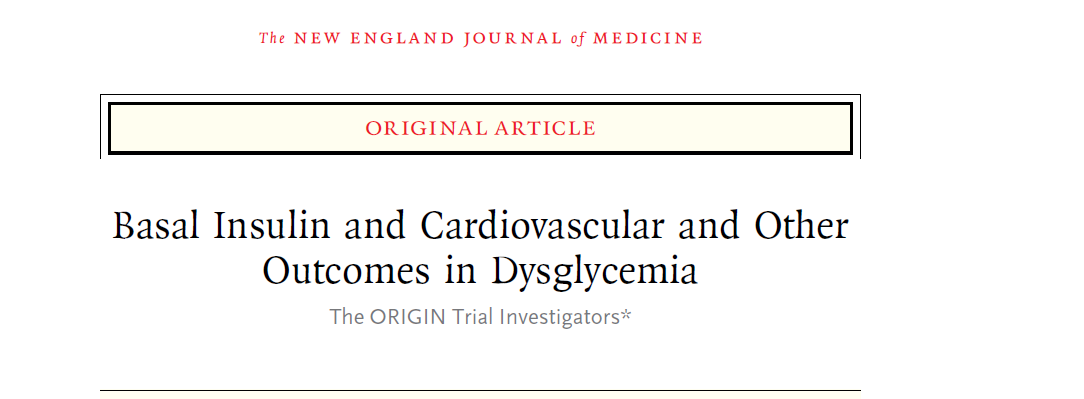 The NEW ENGLAND JOURNAL of MEDICINE
ORIGINAL ARTICLE
Basal Insulin and Cardiovascular and Other
Outcomes in Dysglycemia
The ORIGIN Trial Investigators*